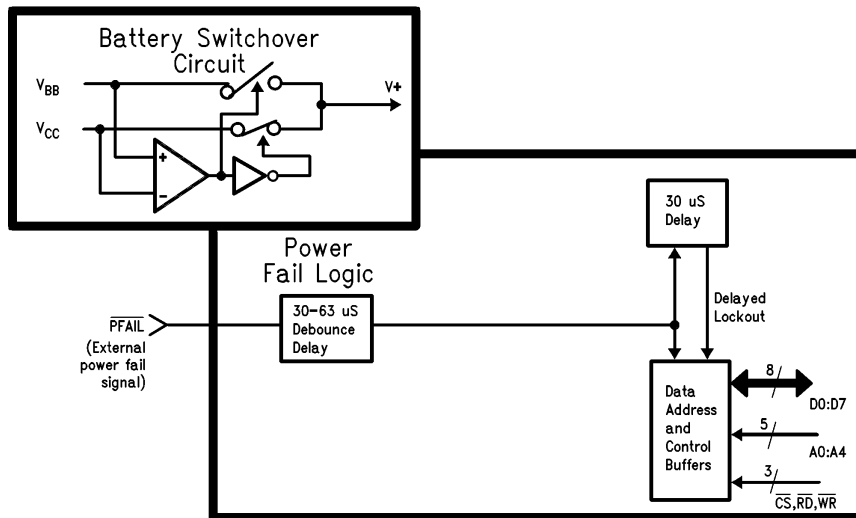 Battery Switchover
Circuit
VBB
V+
VCC
+
−
30 uS
Delay
Power
Fail Logic
30-63 uS
Debounce
Delay
PFAIL
(External
power fail
signal)
Delayed
Lockout
Data
Address
and
Control
Buffers
8
D0:D7
5
A0:A4
3
CS,RD,WR